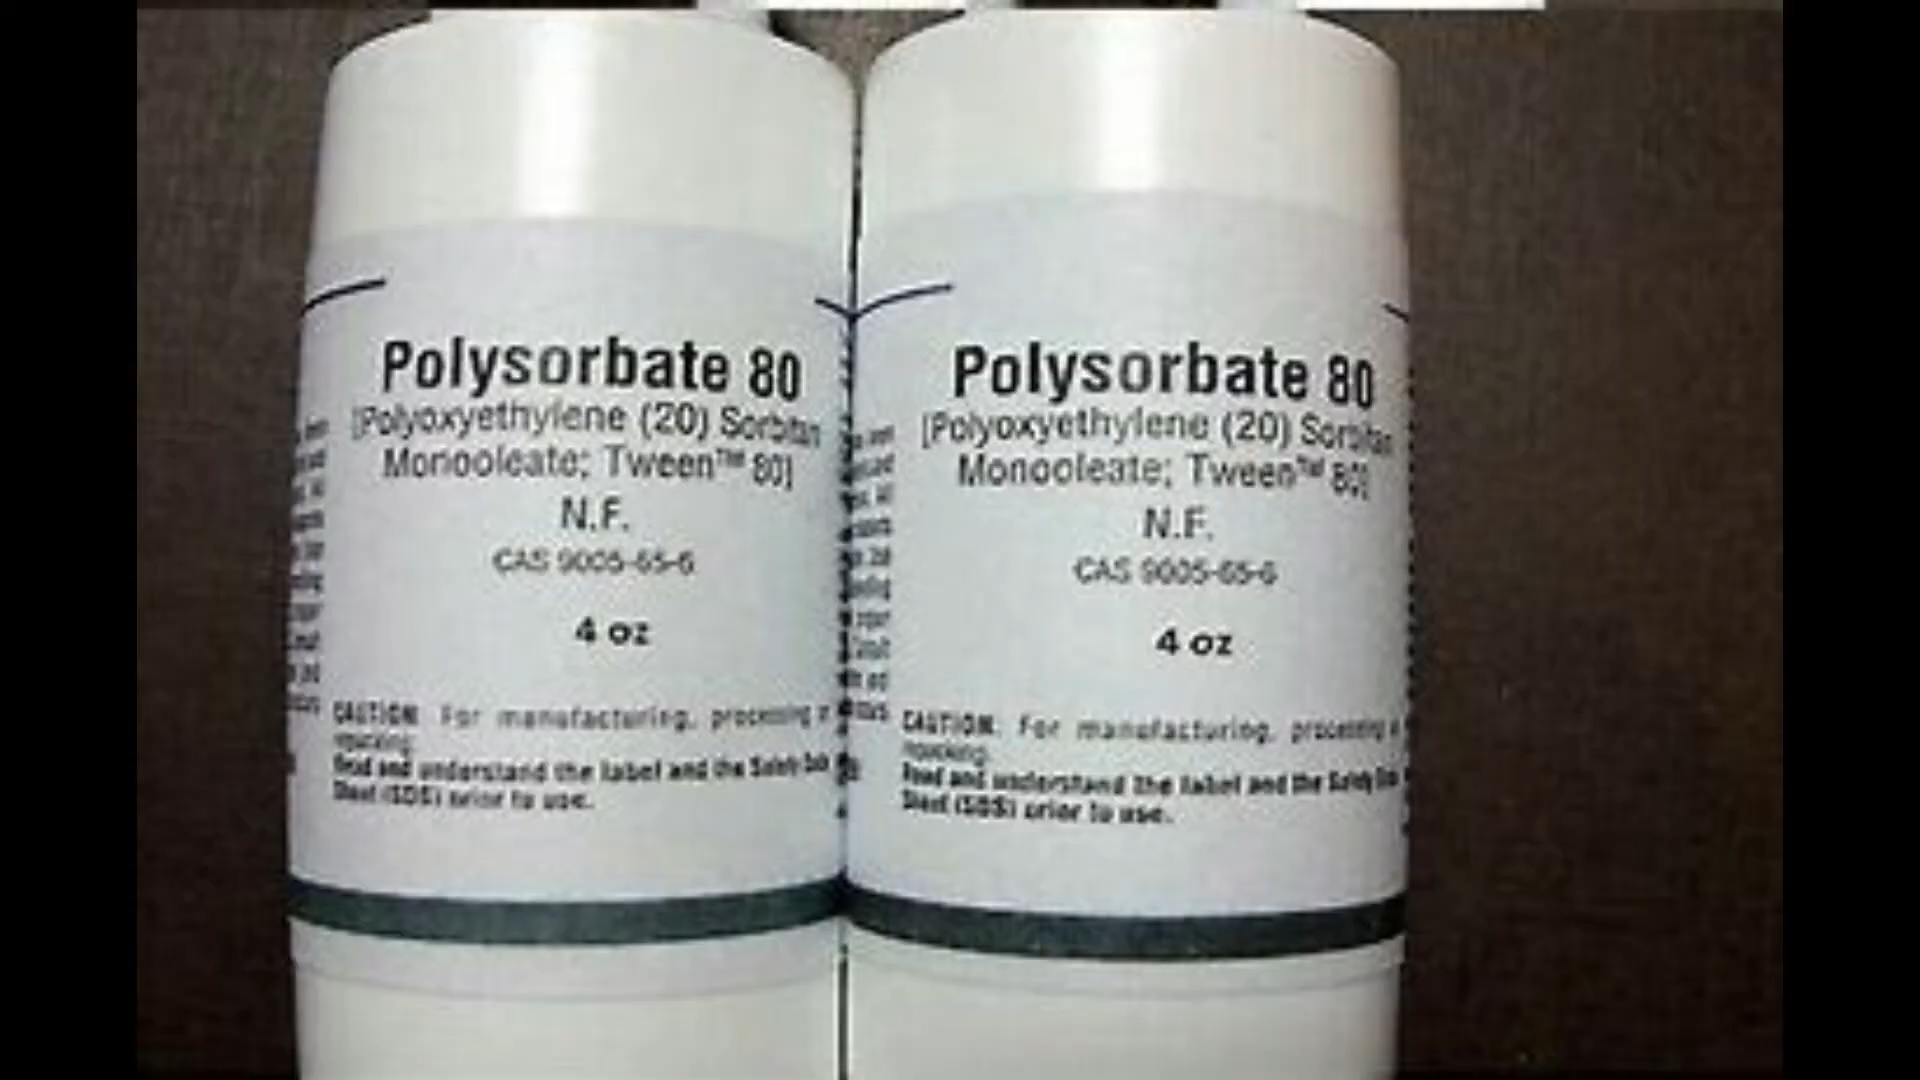 Polysorbate 80
[Polyoxyethylene (20) Sorbitan
Monooleate; Tween™ 80]
N.F.
CAS 9005-65-6
4 oz
CAUTION: For manufacturing, processing or
repacking.
Read and understand the label and the Safety Data
Sheet (SDS) prior to use.
Polysorbate 80
[Polyoxyethylene (20) Sorbitan
Monooleate; Tween™ 80]
N.F.
CAS 9005-65-6
4 oz
CAUTION: For manufacturing, processing or
repacking.
Read and understand the label and the Safety Data
Sheet (SDS) prior to use.